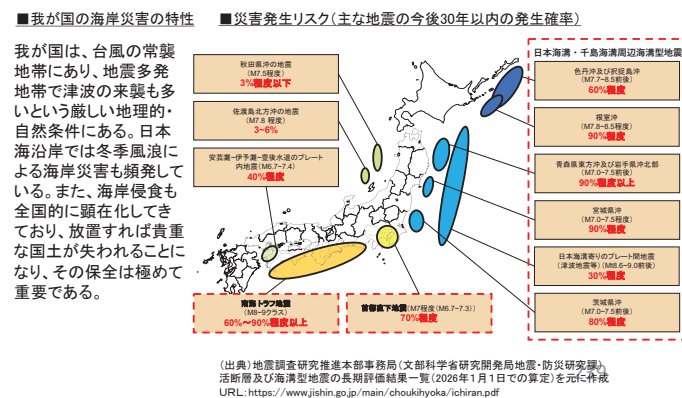 ■我が国の海岸災害の特性
■災害発生リスク(主な地震の今後30年以内の発生確率)
我が国は、台風の常襲
地帯にあり、地震多発
地帯で津波の来襲も多
いという厳しい地理的・
自然条件にある。日本
海沿岸では冬季風浪に
よる海岸災害も頻発して
いる。また、海岸侵食も
全国的に顕在化してき
ており、放置すれば貴重
な国土が失われることに
なり、その保全は極めて
重要である。
秋田県沖の地震
(M7.5程度)
3%程度以下
佐渡島北方沖の地震
(M7.8 程度)
3~6%
安芸灘-伊予灘-豊後水道のプレート
内地震(M6.7~7.4)
40%程度
南海トラフ地震
(M8~9クラス)
60%~90%程度以上
首都直下地震(M7程度(M6.7~7.3))
70%程度
日本海溝・千島海溝周辺海溝型地震
色丹沖及び択捉島沖
(M7.7~8.5前後)
60%程度
根室沖
(M7.8~8.5程度)
90%程度
青森県東方沖及び岩手県沖北部
(M7.0~7.5前後)
90%程度以上
宮城県沖
(M7.0~7.5程度)
90%程度
日本海溝寄りのプレート間地震
(津波地震等)(Mt8.6~9.0前後)
30%程度
茨城県沖
(M7.0~7.5前後)
80%程度
(出典)地震調査研究推進本部事務局(文部科学省研究開発局地震・防災研究課)
活断層及び海溝型地震の長期評価結果一覧(2026年1月1日での算定)を元に作成
URL:https://www.jishin.go.jp/main/choukihyoka/ichiran.pdf